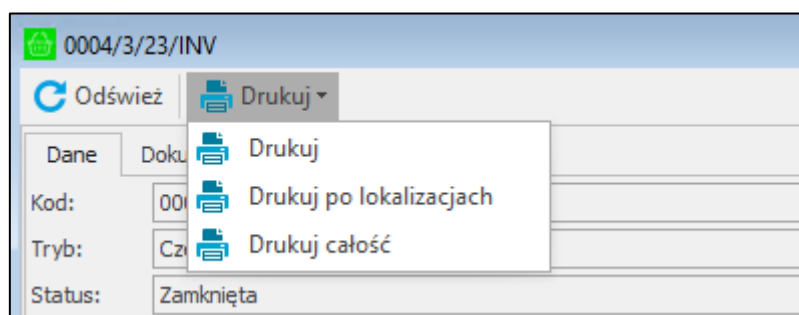 0004/3/23/INV
Odśwież Drukuj
Dane
Drukuj
Drukuj po lokalizacjach
Drukuj całość
Kod:
Tryb:
Status: Zamknięta